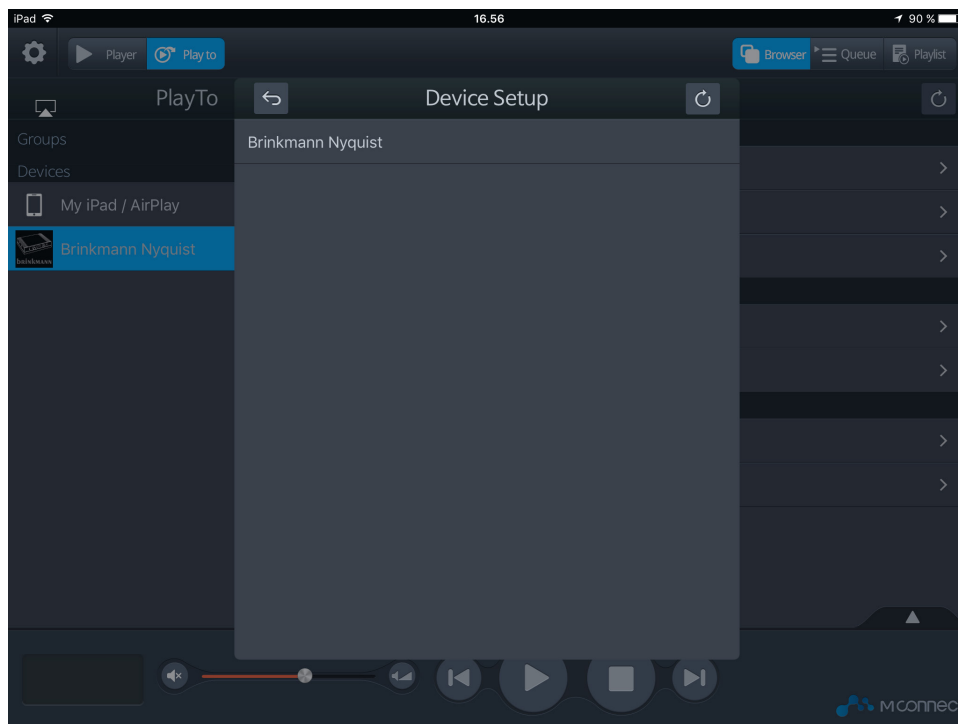 iPad 16.56 90 %
Player Play to Browser Queue Playlist
PlayTo Device Setup
Groups
Brinkmann Nyquist
Devices
My iPad / AirPlay
Brinkmann Nyquist
brinkmann
mconnec